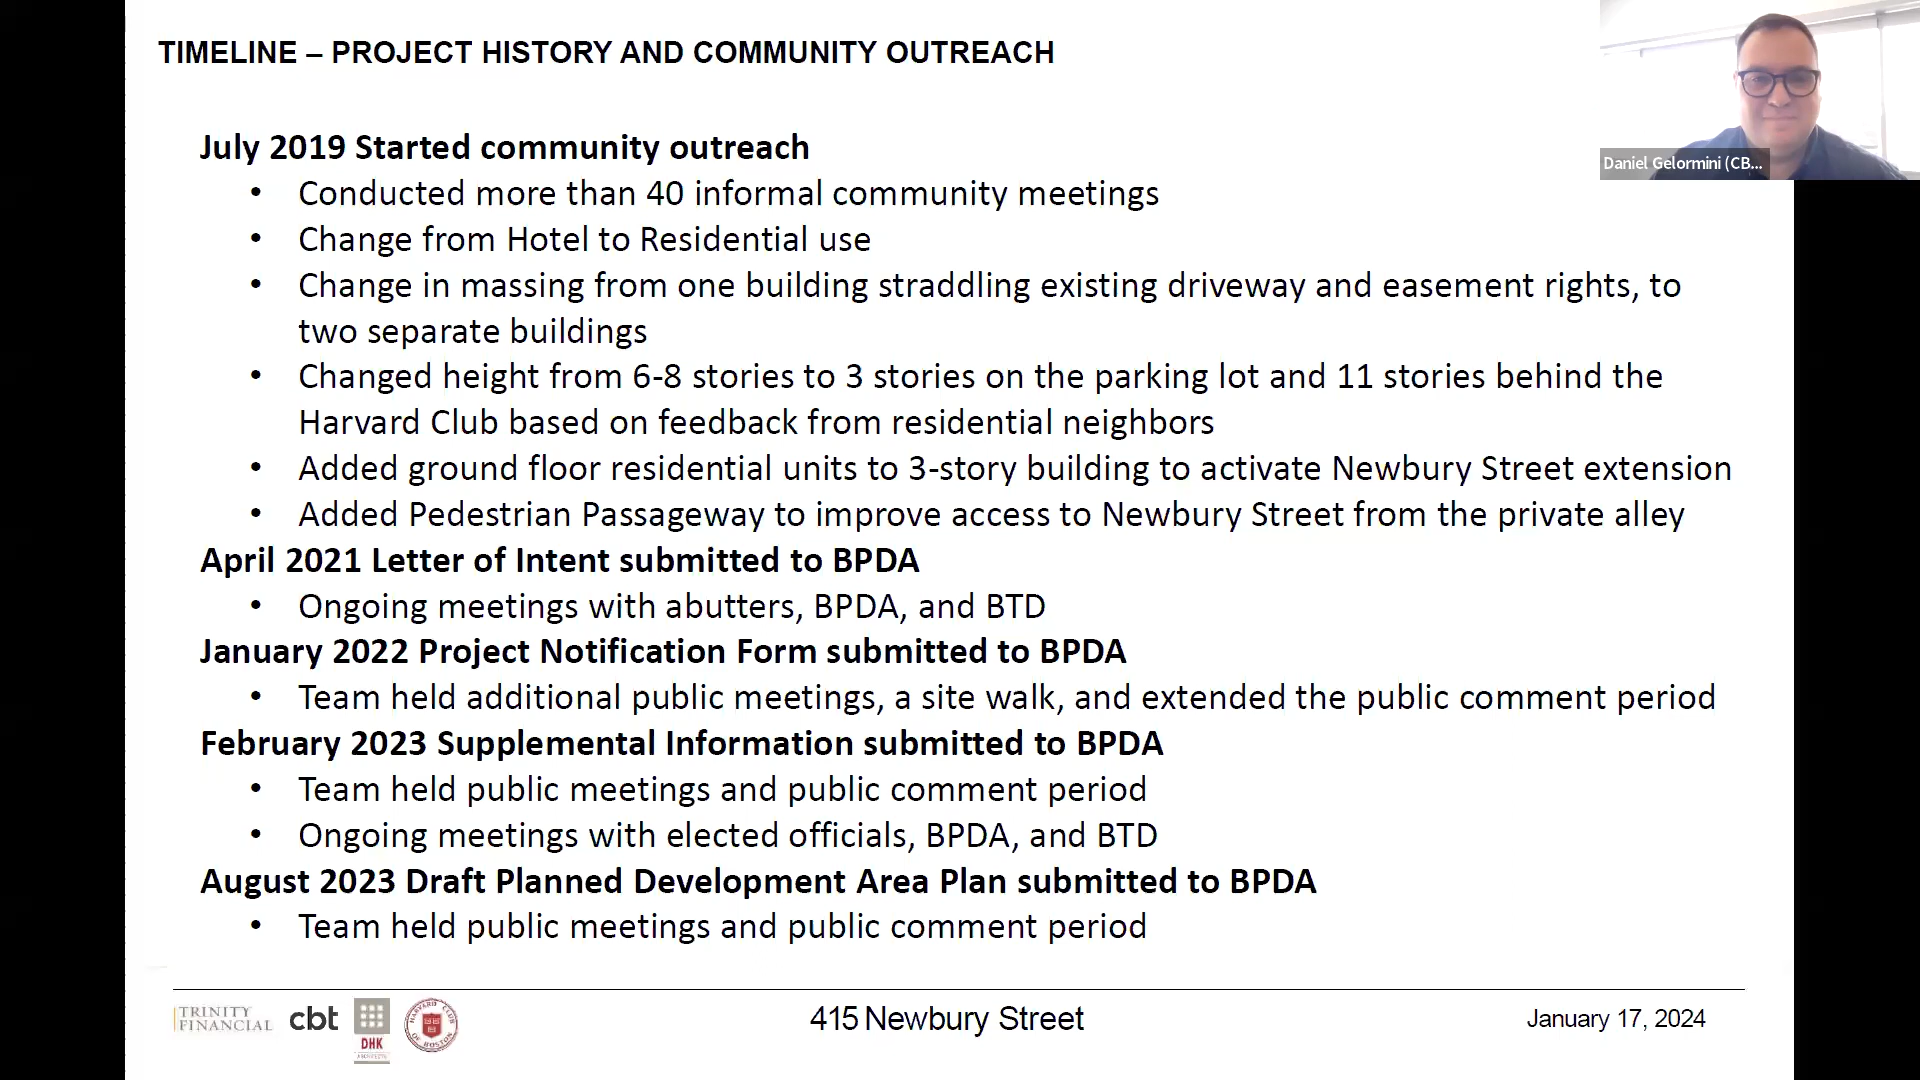 TIMELINE – PROJECT HISTORY AND COMMUNITY OUTREACH
Daniel Gelormini (CB...
July 2019 Started community outreach
• Conducted more than 40 informal community meetings
• Change from Hotel to Residential use
• Change in massing from one building straddling existing driveway and easement rights, to
two separate buildings
• Changed height from 6-8 stories to 3 stories on the parking lot and 11 stories behind the
Harvard Club based on feedback from residential neighbors
• Added ground floor residential units to 3-story building to activate Newbury Street extension
• Added Pedestrian Passageway to improve access to Newbury Street from the private alley
April 2021 Letter of Intent submitted to BPDA
• Ongoing meetings with abutters, BPDA, and BTD
January 2022 Project Notification Form submitted to BPDA
• Team held additional public meetings, a site walk, and extended the public comment period
February 2023 Supplemental Information submitted to BPDA
• Team held public meetings and public comment period
• Ongoing meetings with elected officials, BPDA, and BTD
August 2023 Draft Planned Development Area Plan submitted to BPDA
• Team held public meetings and public comment period
TRINITY
FINANCIAL
cbt
DHK
ARCHITECTS
HARVARD CLUB
OF BOSTON
415 Newbury Street
January 17, 2024